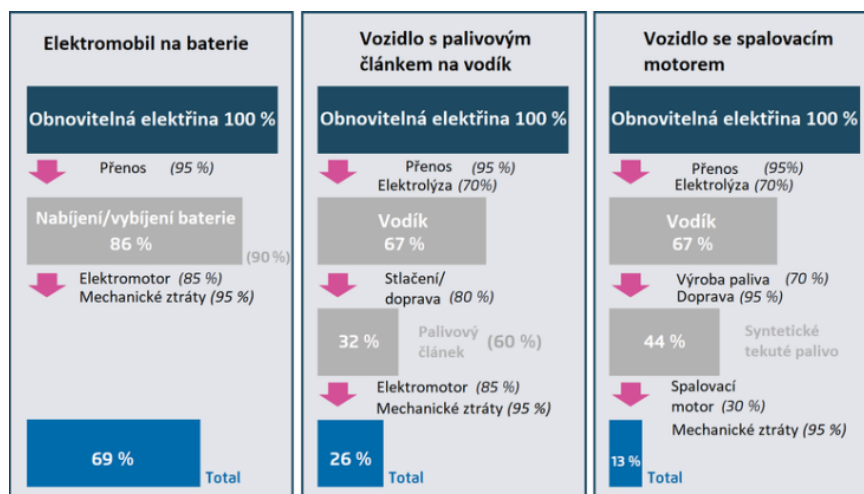 Elektromobil na baterie
Obnovitelná elektřina 100 %
Přenos (95 %)
Nabíjení/vybíjení baterie
86 %
(90 %)
Elektromotor (85 %)
Mechanické ztráty (95 %)
69 %
Total
Vozidlo s palivovým
článkem na vodík
Obnovitelná elektřina 100 %
Přenos (95 %)
Elektrolýza (70%)
Vodík
67 %
Stlačení/
doprava (80 %)
32 %
Palivový
článek (60 %)
Elektromotor (85 %)
Mechanické ztráty (95 %)
26 %
Total
Vozidlo se spalovacím
motorem
Obnovitelná elektřina 100 %
Přenos (95%)
Elektrolýza (70%)
Vodík
67 %
Výroba paliva (70 %)
Doprava (95 %)
44 %
Syntetické
tekuté palivo
Spalovací
motor (30 %)
Mechanické ztráty (95 %)
13 %
Total